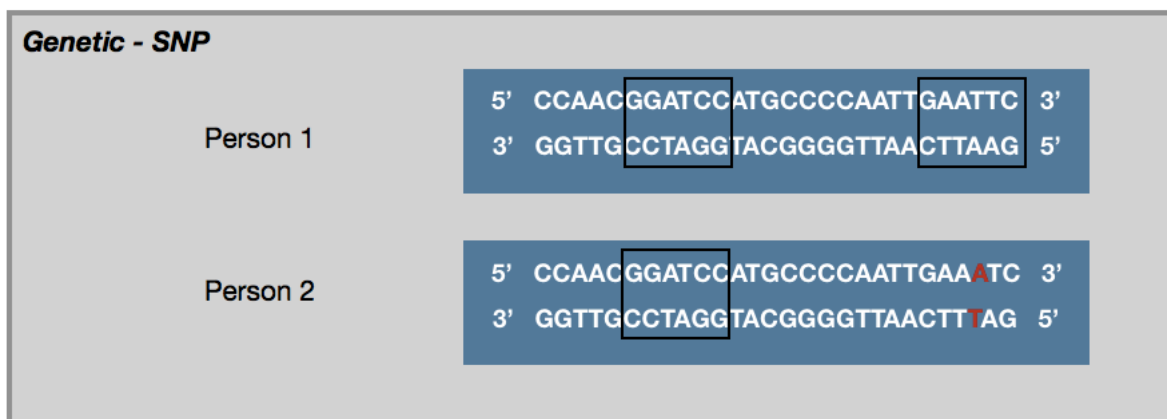 Genetic - SNP
Person 1
5’ CCAACGGATCCATGCCCCAATTGAATTC 3’
3’ GGTTGCCTAGGTACGGGGTTAACTTAAG 5’
Person 2
5’ CCAACGGATCCATGCCCCAATTGAAATC 3’
3’ GGTTGCCTAGGTACGGGGTTAACTTTAG 5’